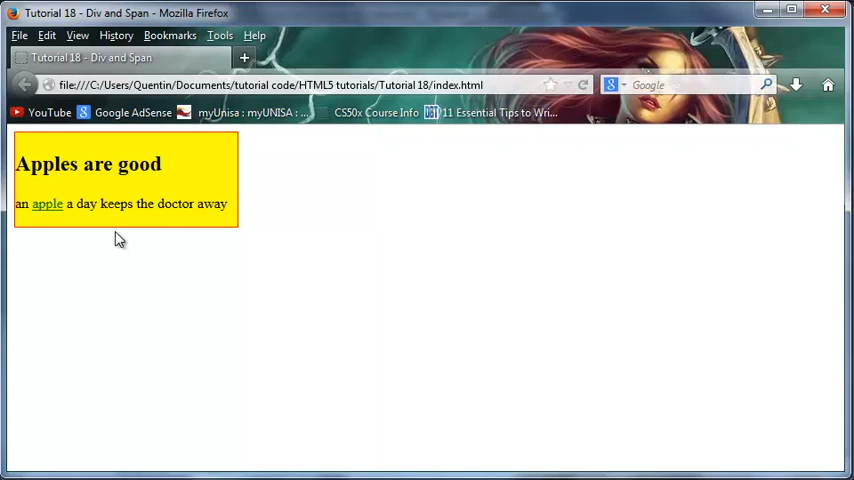 Tutorial 18 - Div and Span - Mozilla Firefox
File Edit View History Bookmarks Tools Help
Tutorial 18 - Div and Span +
file:///C:/Users/Quentin/Documents/tutorial code/HTML5 tutorials/Tutorial 18/index.html Google
YouTube Google AdSense myUnisa : myUNISA : ... CS50x Course Info 11 Essential Tips to Wri...
Apples are good
an apple a day keeps the doctor away